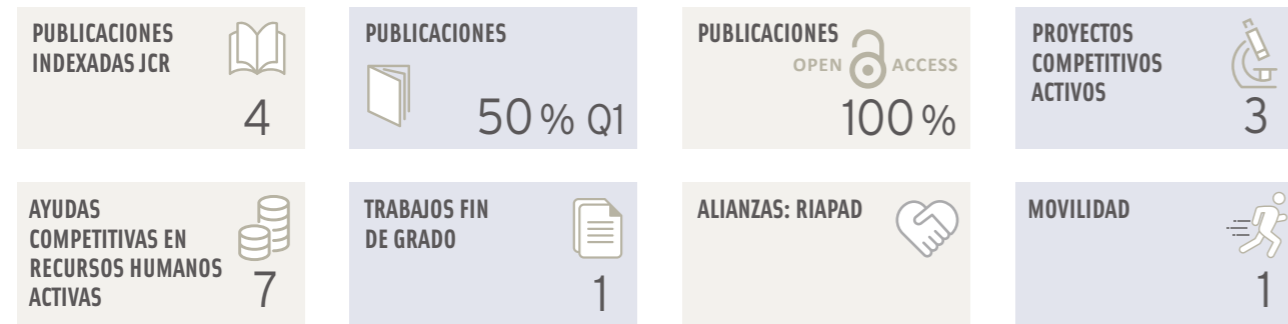 PUBLICACIONES
INDEXADAS JCR
4
PUBLICACIONES
50 % Q1
PUBLICACIONES
OPEN ACCESS
100 %
PROYECTOS
COMPETITIVOS
ACTIVOS
3
AYUDAS
COMPETITIVAS EN
RECURSOS HUMANOS
ACTIVAS
7
TRABAJOS FIN
DE GRADO
1
ALIANZAS: RIAPAD
MOVILIDAD
1